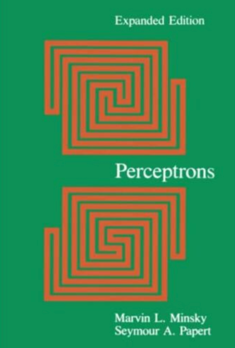 Expanded Edition
Perceptrons
Marvin L. Minsky
Seymour A. Papert